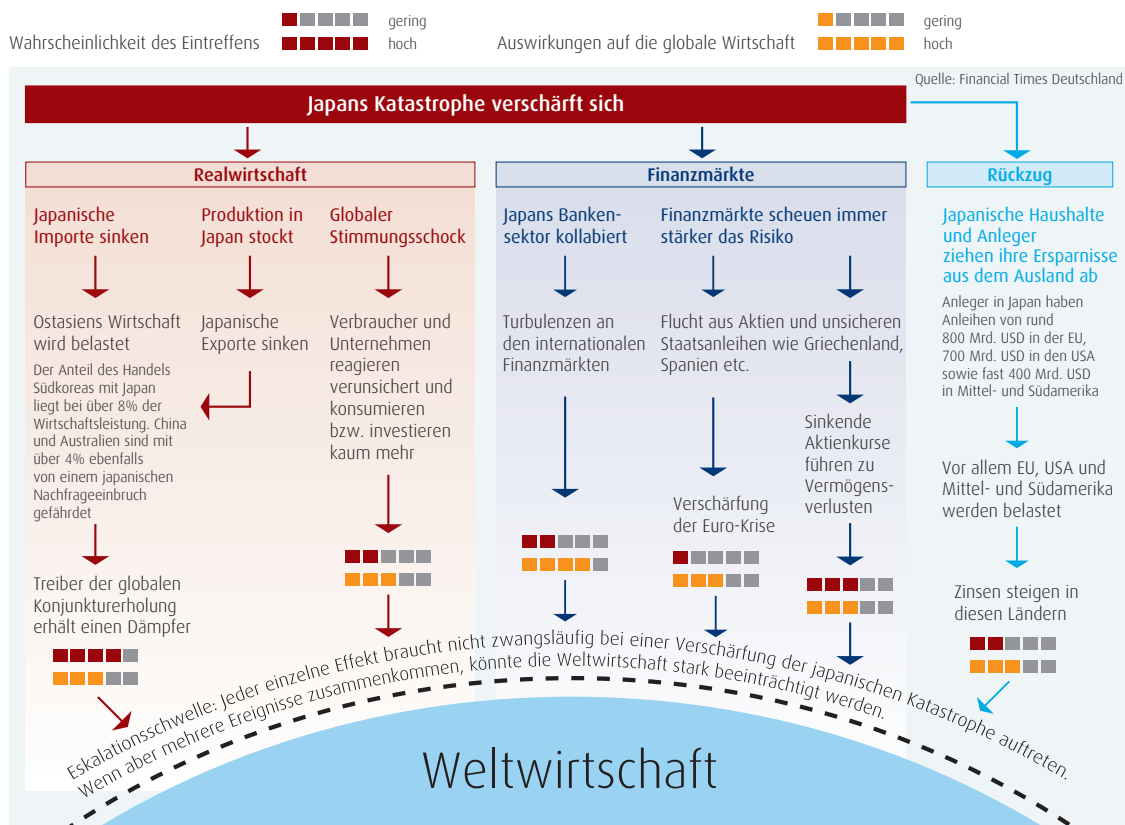 Wahrscheinlichkeit des Eintreffens
gering
hoch
Auswirkungen auf die globale Wirtschaft
gering
hoch
Quelle: Financial Times Deutschland
Japans Katastrophe verschärft sich
Realwirtschaft
Japanische
Importe sinken
Ostasiens Wirtschaft
wird belastet
Der Anteil des Handels
Südkoreas mit Japan
liegt bei über 8% der
Wirtschaftsleistung. China
und Australien sind mit
über 4% ebenfalls
von einem japanischen
Nachfrageeinbruch
gefährdet
Treiber der globalen
Konjunkturerholung
erhält einen Dämpfer
Produktion in
Japan stockt
Japanische
Exporte sinken
Globaler
Stimmungsschock
Verbraucher und
Unternehmen
reagieren
verunsichert und
konsumieren
bzw. investieren
kaum mehr
Finanzmärkte
Japans Banken-
sektor kollabiert
Turbulenzen an
den internationalen
Finanzmärkten
Finanzmärkte scheuen immer
stärker das Risiko
Flucht aus Aktien und unsicheren
Staatsanleihen wie Griechenland,
Spanien etc.
Verschärfung
der Euro-Krise
Sinkende
Aktienkurse
führen zu
Vermögens-
verlusten
Rückzug
Japanische Haushalte
und Anleger
ziehen ihre Ersparnisse
aus dem Ausland ab
Anleger in Japan haben
Anleihen von rund
800 Mrd. USD in der EU,
700 Mrd. USD in den USA
sowie fast 400 Mrd. USD
in Mittel- und Südamerika
Vor allem EU, USA und
Mittel- und Südamerika
werden belastet
Zinsen steigen in
diesen Ländern
Eskalationsschwelle: Jeder einzelne Effekt braucht nicht zwangsläufig bei einer Verschärfung der japanischen Katastrophe auftreten.
Wenn aber mehrere Ereignisse zusammenkommen, könnte die Weltwirtschaft stark beeinträchtigt werden.
Weltwirtschaft